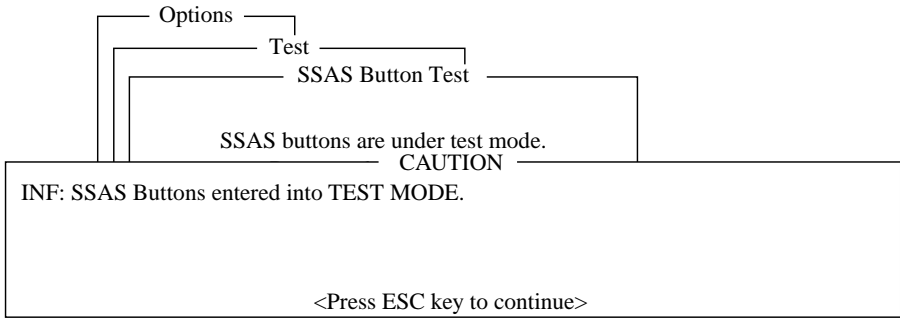 Options
Test
SSAS Button Test
SSAS buttons are under test mode.
CAUTION
INF: SSAS Buttons entered into TEST MODE.
<Press ESC key to continue>